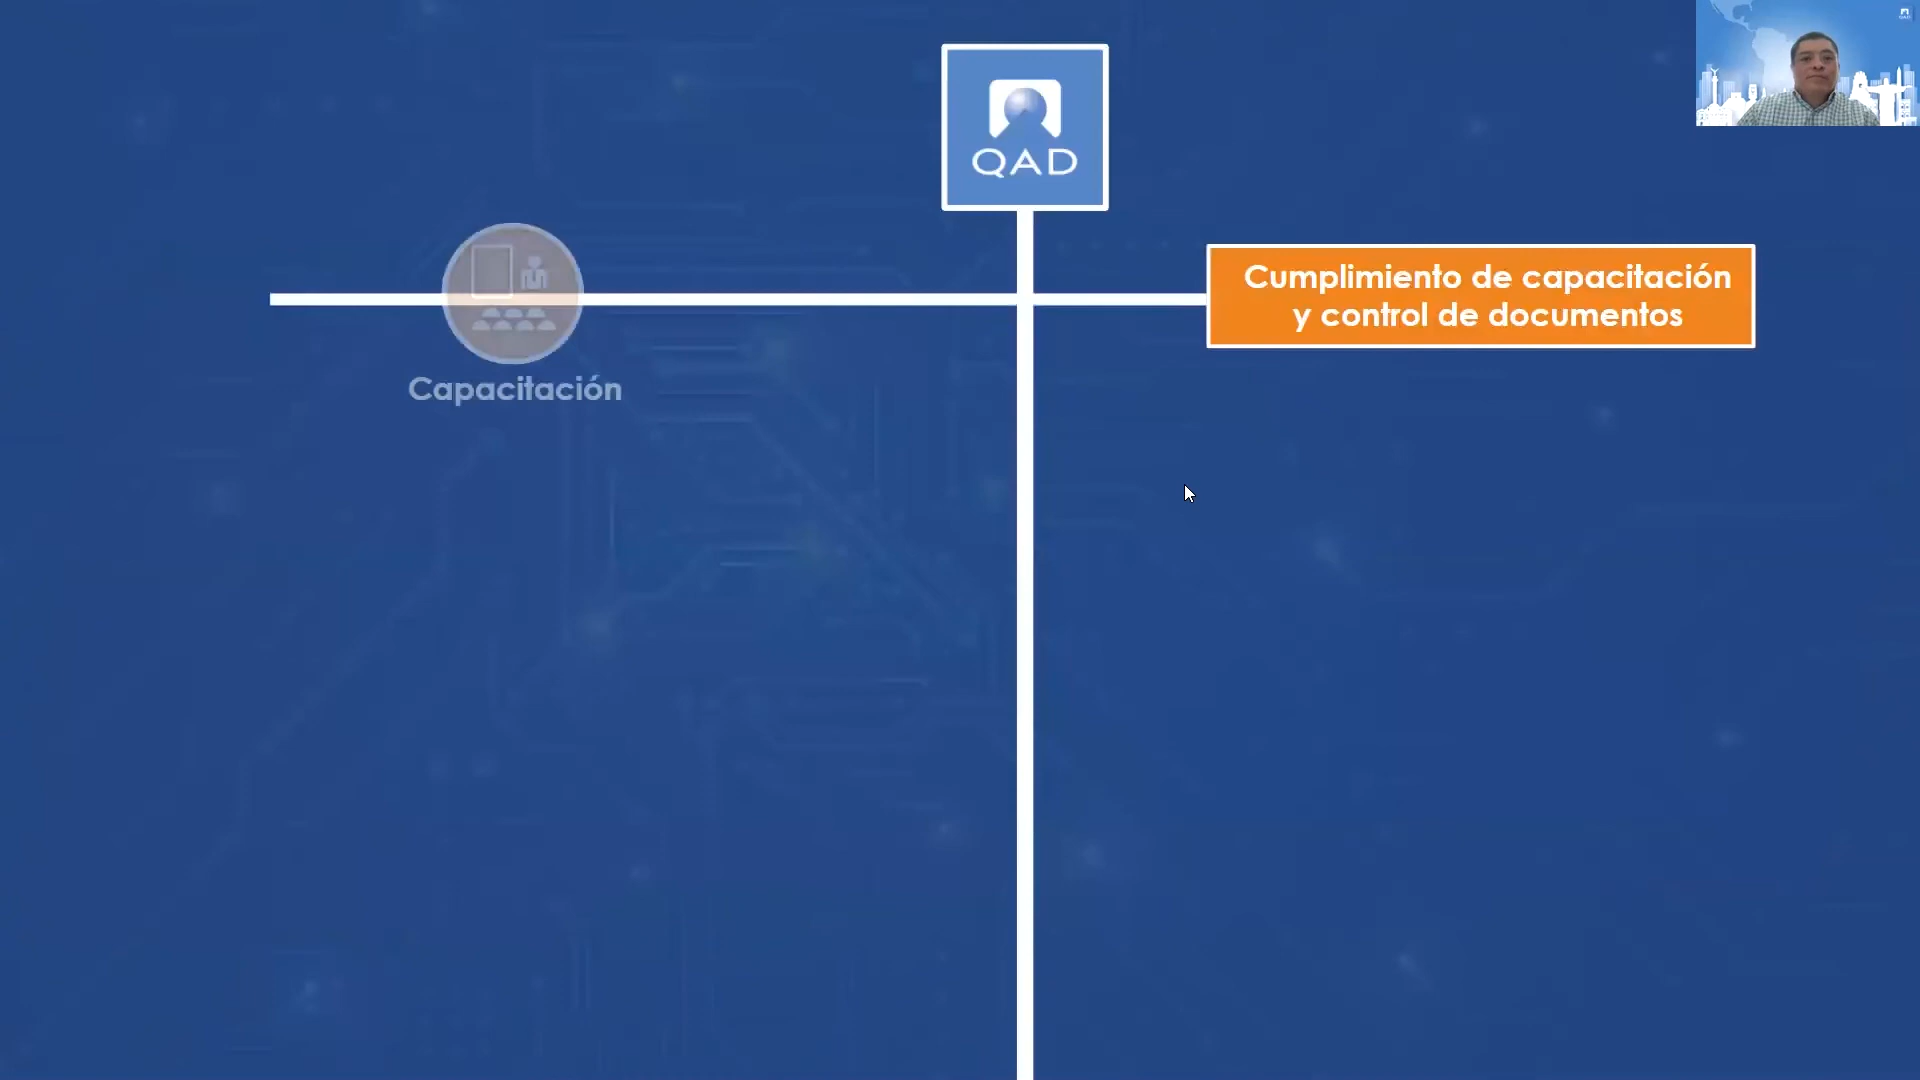 QAD
Cumplimiento de capacitación
y control de documentos
Capacitación